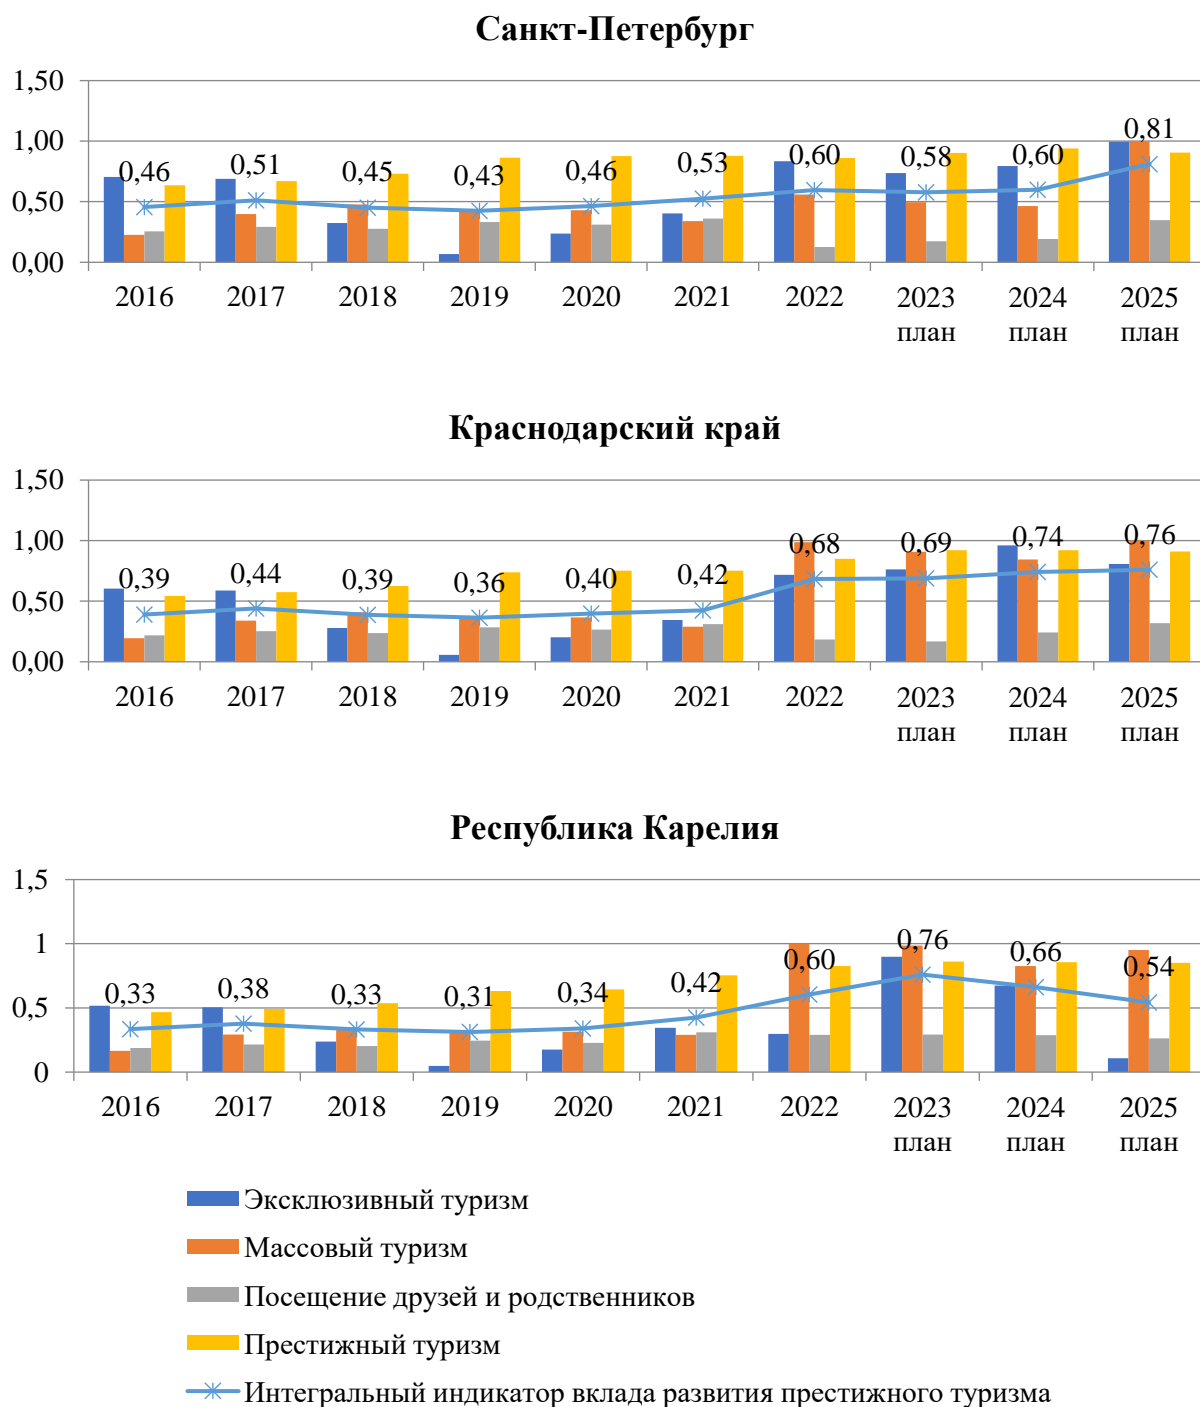 Санкт-Петербург
1,50
1,00
0,50
0,00
0,46 0,51 0,45 0,43 0,46 0,53 0,60 0,58 0,60 0,81
2016 2017 2018 2019 2020 2021 2022 2023 2024 2025
план план план
Краснодарский край
1,50
1,00
0,50
0,00
0,39 0,44 0,39 0,36 0,40 0,42 0,68 0,69 0,74 0,76
2016 2017 2018 2019 2020 2021 2022 2023 2024 2025
план план план
Республика Карелия
1,5
1
0,5
0
0,33 0,38 0,33 0,31 0,34 0,42 0,60 0,76 0,66 0,54
2016 2017 2018 2019 2020 2021 2022 2023 2024 2025
план план план
Эксклюзивный туризм
Массовый туризм
Посещение друзей и родственников
Престижный туризм
Интегральный индикатор вклада развития престижного туризма